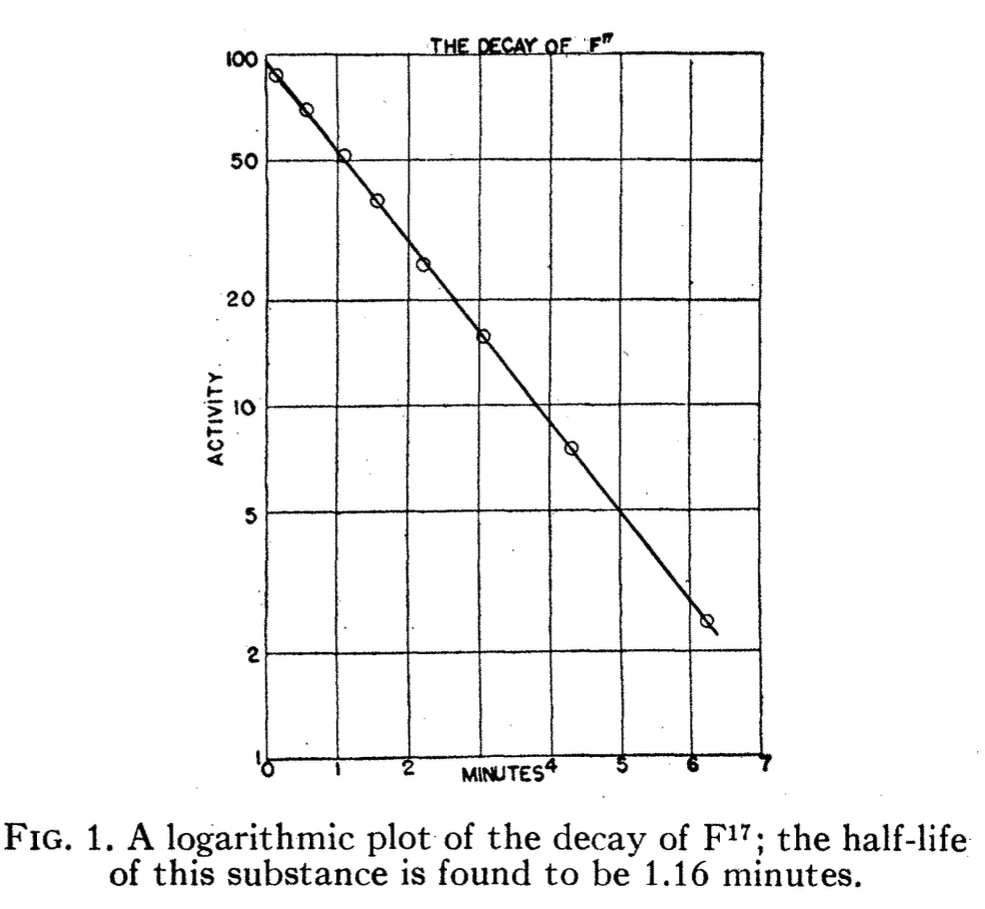 THE DECAY OF F¹⁷
100
50
20
10
5
2
1
ACTIVITY
0 1 2 MINUTES 4 5 6 7
FIG. 1. A logarithmic plot of the decay of F¹⁷; the half-life
of this substance is found to be 1.16 minutes.